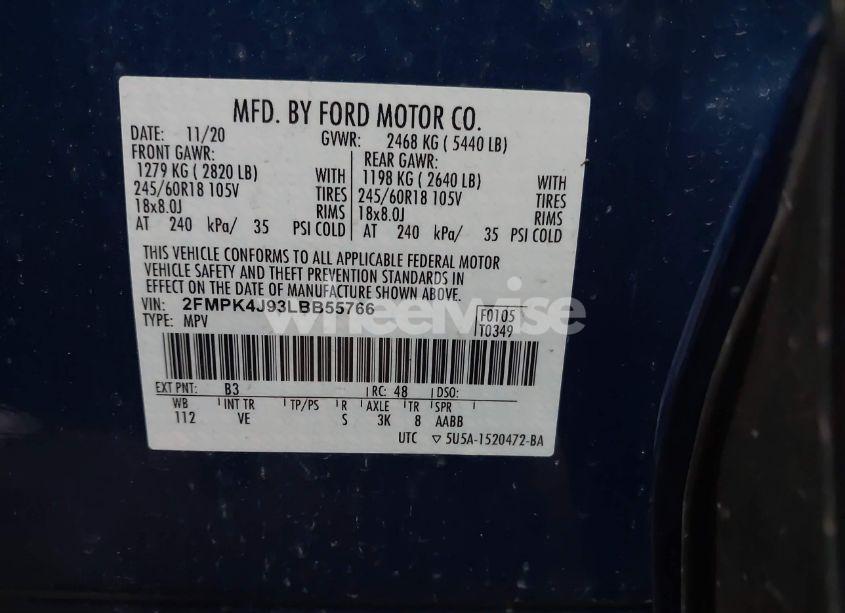 MFD. BY FORD MOTOR CO.
DATE: 11/20 GVWR: 2468 KG ( 5440 LB)
FRONT GAWR: REAR GAWR:
1279 KG ( 2820 LB) WITH 1198 KG ( 2640 LB) WITH
245/60R18 105V TIRES 245/60R18 105V TIRES
18x8.0J RIMS 18x8.0J RIMS
AT 240 kPa/ 35 PSI COLD AT 240 kPa/ 35 PSI COLD
THIS VEHICLE CONFORMS TO ALL APPLICABLE FEDERAL MOTOR
VEHICLE SAFETY AND THEFT PREVENTION STANDARDS IN
EFFECT ON THE DATE OF MANUFACTURE SHOWN ABOVE.
VIN: 2FMPK4J93LBB55766 F0105
TYPE: MPV T0349
wheelwise
EXT PNT: B3 RC: 48 DSO:
WB INT TR TP/PS R AXLE TR SPR
112 VE S 3K 8 AABB
UTC ▽ 5U5A-1520472-BA